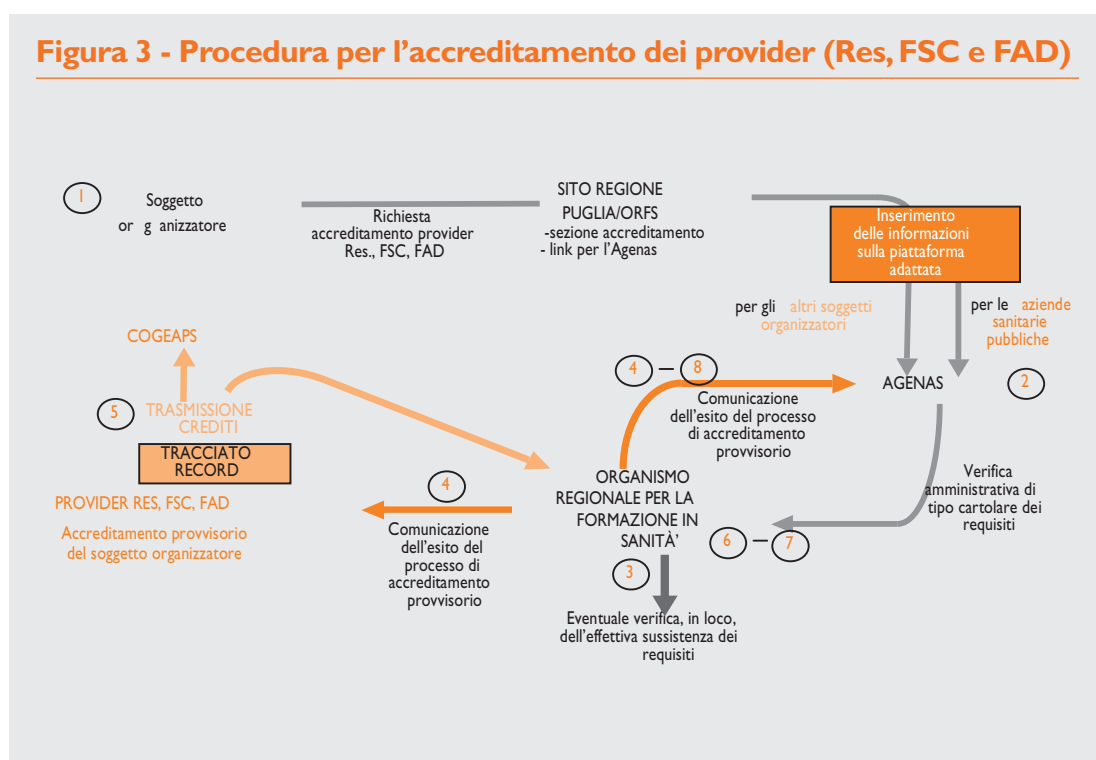 Figura 3 - Procedura per l’accreditamento dei provider (Res, FSC e FAD)
1
Soggetto
or g anizzatore
Richiesta
accreditamento provider
Res., FSC, FAD
SITO REGIONE
PUGLIA/ORFS
-sezione accreditamento
- link per l’Agenas
Inserimento
delle informazioni
sulla piattaforma
adattata
per gli altri soggetti
organizzatori
per le aziende
sanitarie
pubbliche
COGEAPS
4 – 8
AGENAS
2
5
TRASMISSIONE
CREDITI
Comunicazione
dell’esito del processo
di accreditamento
provvisorio
TRACCIATO
RECORD
4
ORGANISMO
REGIONALE PER LA
FORMAZIONE IN
SANITÀ’
Verifica
amministrativa di
tipo cartolare dei
requisiti
PROVIDER RES, FSC, FAD
Accreditamento provvisorio
del soggetto organizzatore
Comunicazione
dell’esito del
processo di
accreditamento
provvisorio
6 – 7
3
Eventuale verifica, in loco,
dell’effettiva sussistenza dei
requisiti